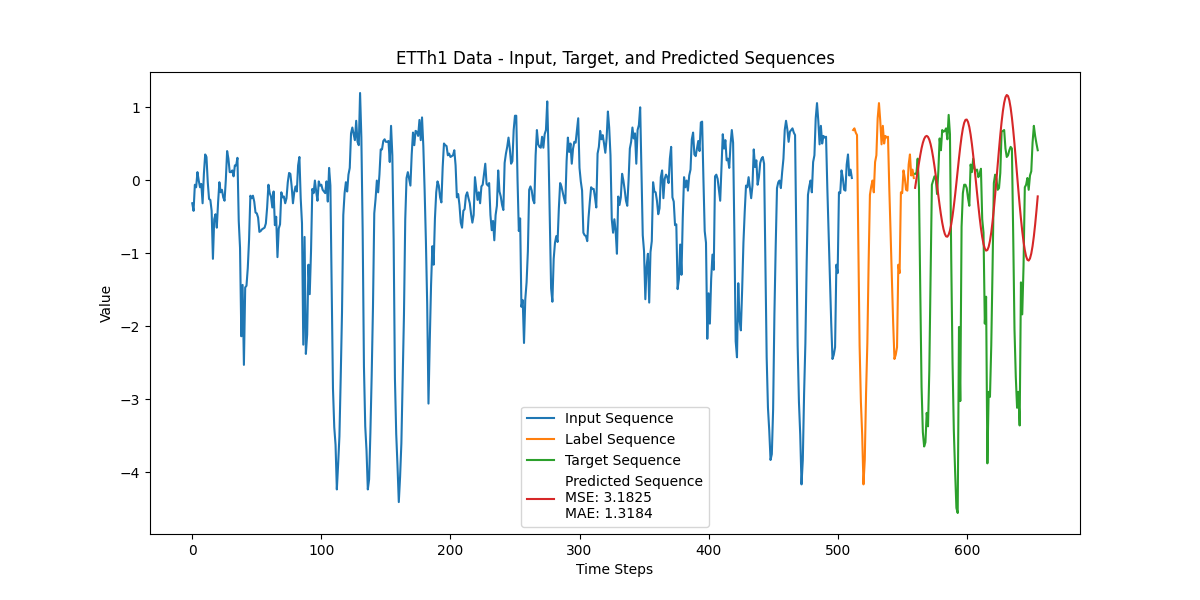 ETTh1 Data - Input, Target, and Predicted Sequences
1
0
−1
−2
−3
−4
Value
0
100
200
300
400
500
600
Time Steps
Input Sequence
Label Sequence
Target Sequence
Predicted Sequence
MSE: 3.1825
MAE: 1.3184